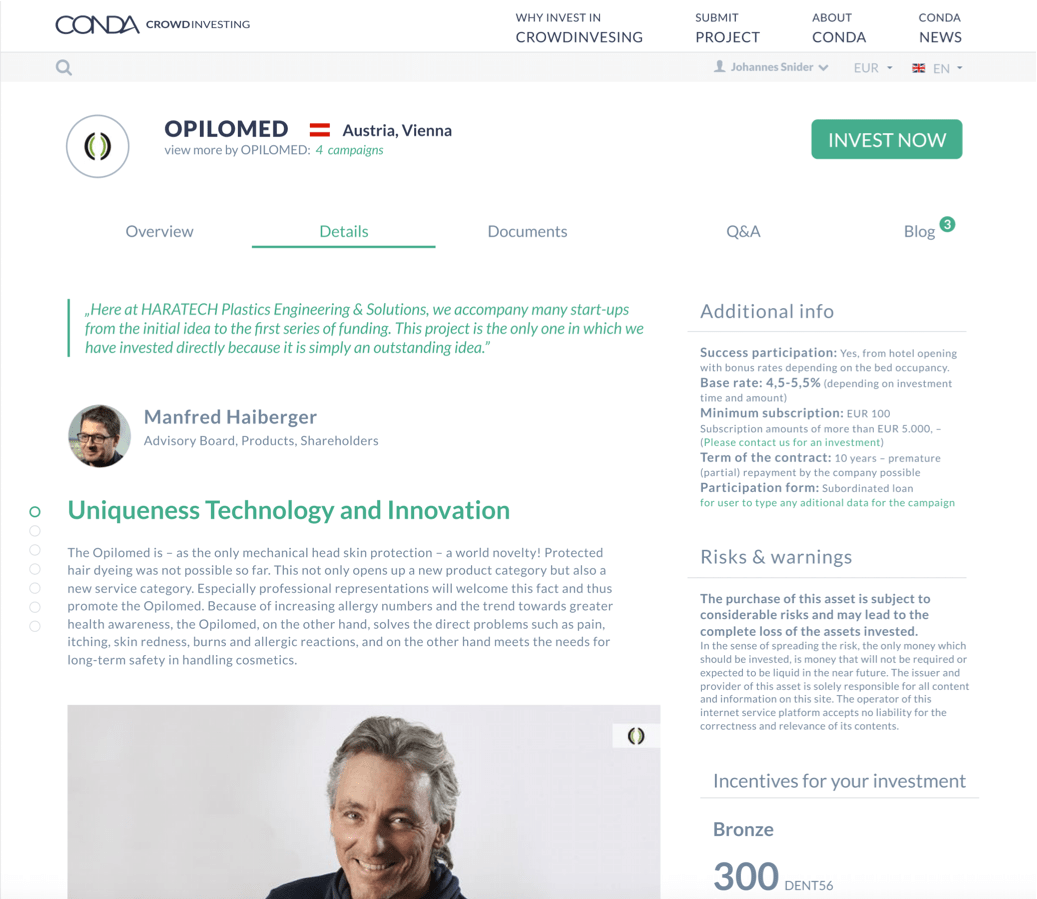 CONDA CROWDINVESTING
WHY INVEST IN
CROWDINVESING
SUBMIT
PROJECT
ABOUT
CONDA
CONDA
NEWS
Johannes Snider
EUR
EN
OPILOMED
Austria, Vienna
view more by OPILOMED: 4 campaigns
INVEST NOW
Overview
Details
Documents
Q&A
Blog
3
„Here at HARATECH Plastics Engineering & Solutions, we accompany many start-ups
from the initial idea to the first series of funding. This project is the only one in which we
have invested directly because it is simply an outstanding idea.”
Manfred Haiberger
Advisory Board, Products, Shareholders
Uniqueness Technology and Innovation
The Opilomed is – as the only mechanical head skin protection – a world novelty! Protected
hair dyeing was not possible so far. This not only opens up a new product category but also a
new service category. Especially professional representations will welcome this fact and thus
promote the Opilomed. Because of increasing allergy numbers and the trend towards greater
health awareness, the Opilomed, on the other hand, solves the direct problems such as pain,
itching, skin redness, burns and allergic reactions, and on the other hand meets the needs for
long-term safety in handling cosmetics.
Additional info
Success participation: Yes, from hotel opening
with bonus rates depending on the bed occupancy.
Base rate: 4,5-5,5% (depending on investment
time and amount)
Minimum subscription: EUR 100
Subscription amounts of more than EUR 5.000, –
(Please contact us for an investment)
Term of the contract: 10 years – premature
(partial) repayment by the company possible
Participation form: Subordinated loan
for user to type any aditional data for the campaign
Risks & warnings
The purchase of this asset is subject to
considerable risks and may lead to the
complete loss of the assets invested.
In the sense of spreading the risk, the only money which
should be invested, is money that will not be required or
expected to be liquid in the near future. The issuer and
provider of this asset is solely responsible for all content
and information on this site. The operator of this
internet service platform accepts no liability for the
correctness and relevance of its contents.
Incentives for your investment
Bronze
300 DENT56